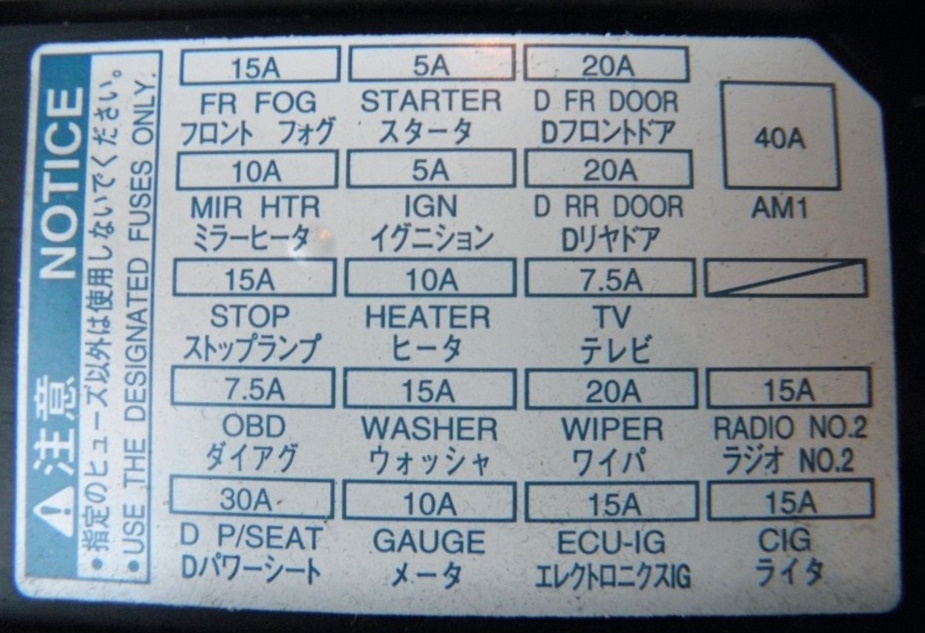 注意 NOTICE
•指定のヒューズ以外は使用しないでください。
•USE THE DESIGNATED FUSES ONLY.
15A 5A 20A
FR FOG STARTER D FR DOOR
フロント フォグ スタータ Dフロントドア
40A
10A 5A 20A
MIR HTR IGN D RR DOOR AM1
ミラーヒータ イグニション Dリヤドア
15A 10A 7.5A
STOP HEATER TV
ストップランプ ヒータ テレビ
7.5A 15A 20A 15A
OBD WASHER WIPER RADIO NO.2
ダイアグ ウォッシャ ワイパ ラジオ NO.2
30A 10A 15A 15A
D P/SEAT GAUGE ECU-IG CIG
Dパワーシート メータ エレクトロニクスIG ライタ